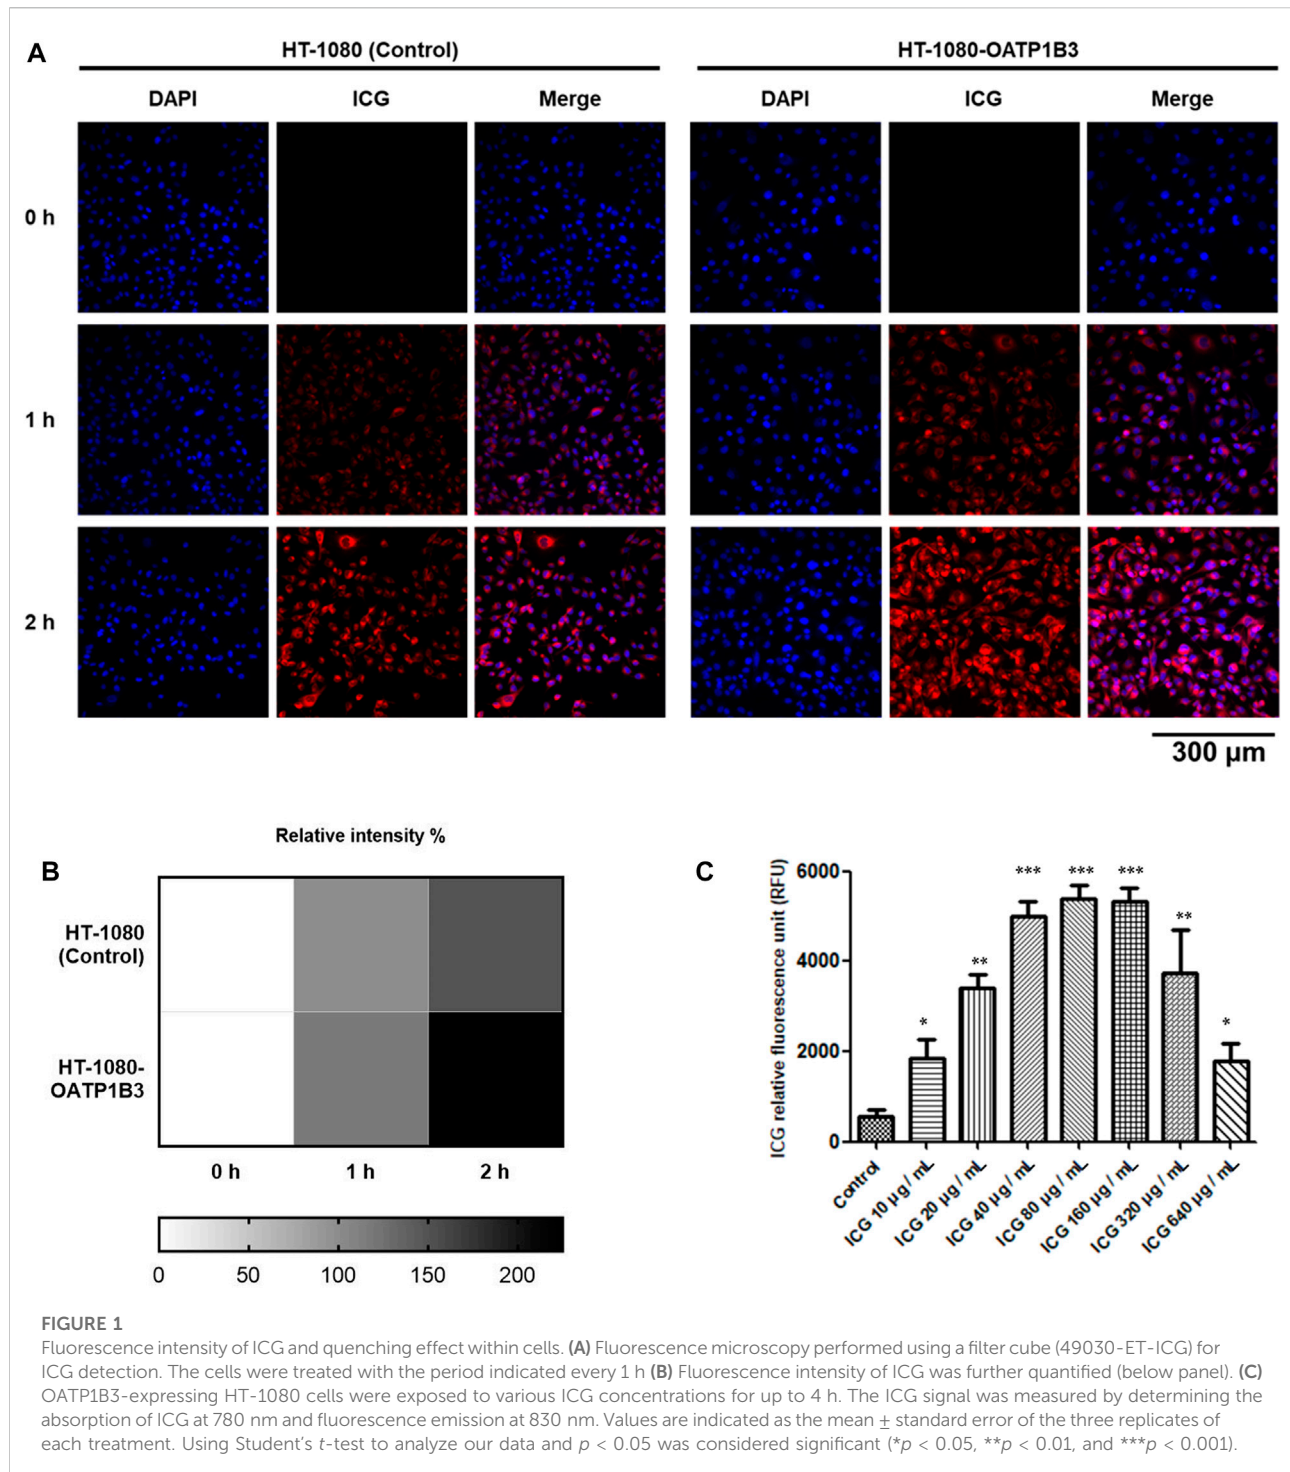 A
HT-1080 (Control)
HT-1080-OATP1B3
DAPI ICG Merge DAPI ICG Merge
0 h
1 h
2 h
300 μm
Relative intensity %
B
HT-1080
(Control)
HT-1080-
OATP1B3
0 h 1 h 2 h
0 50 100 150 200
C
ICG relative fluorescence unit (RFU)
6000
4000
2000
0
* ** *** *** *** ** *
Control
ICG 10 μg / mL
ICG 20 μg / mL
ICG 40 μg / mL
ICG 80 μg / mL
ICG 160 μg / mL
ICG 320 μg / mL
ICG 640 μg / mL
FIGURE 1
Fluorescence intensity of ICG and quenching effect within cells. (A) Fluorescence microscopy performed using a filter cube (49030-ET-ICG) for
ICG detection. The cells were treated with the period indicated every 1 h (B) Fluorescence intensity of ICG was further quantified (below panel). (C)
OATP1B3-expressing HT-1080 cells were exposed to various ICG concentrations for up to 4 h. The ICG signal was measured by determining the
absorption of ICG at 780 nm and fluorescence emission at 830 nm. Values are indicated as the mean ± standard error of the three replicates of
each treatment. Using Student's t-test to analyze our data and p < 0.05 was considered significant (*p < 0.05, **p < 0.01, and ***p < 0.001).